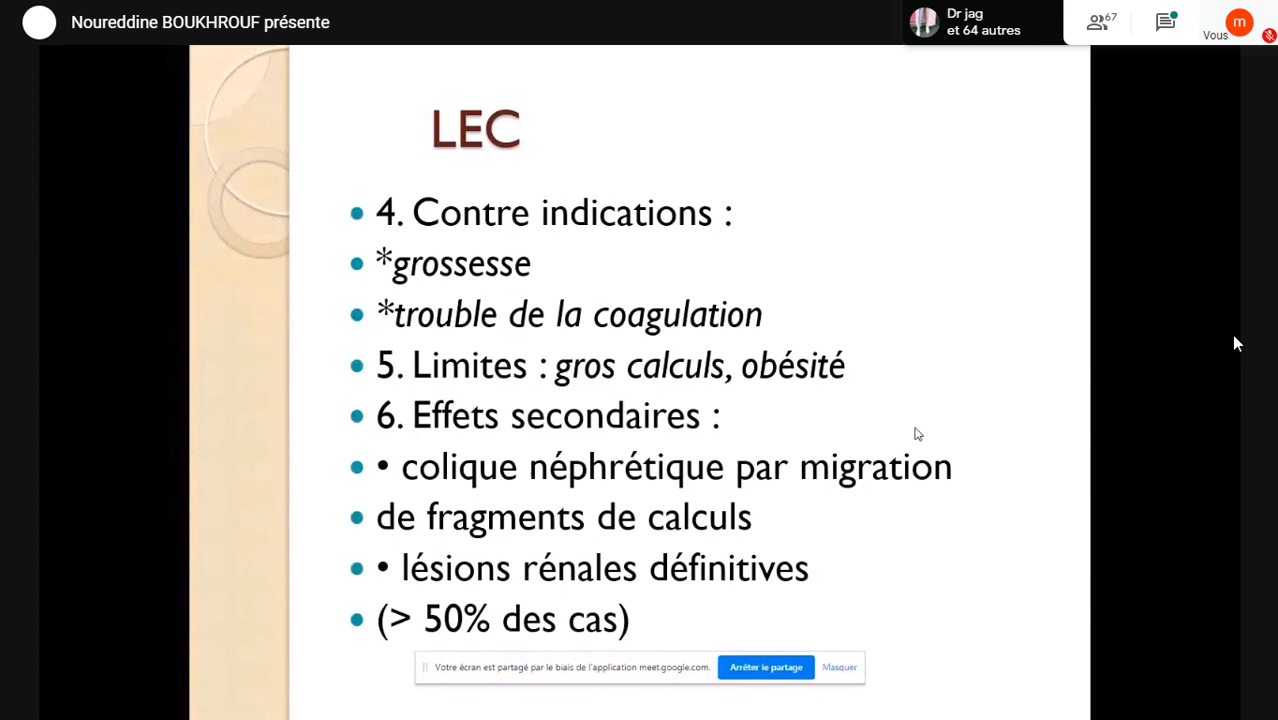 Noureddine BOUKHROUF présente
Dr jag
et 64 autres
67
m
Vous
LEC
• 4. Contre indications :
• *grossesse
• *trouble de la coagulation
• 5. Limites : gros calculs, obésité
• 6. Effets secondaires :
• • colique néphrétique par migration
• de fragments de calculs
• • lésions rénales définitives
• (> 50% des cas)
Votre écran est partagé par le biais de l'application meet.google.com.
Arrêter le partage
Masquer